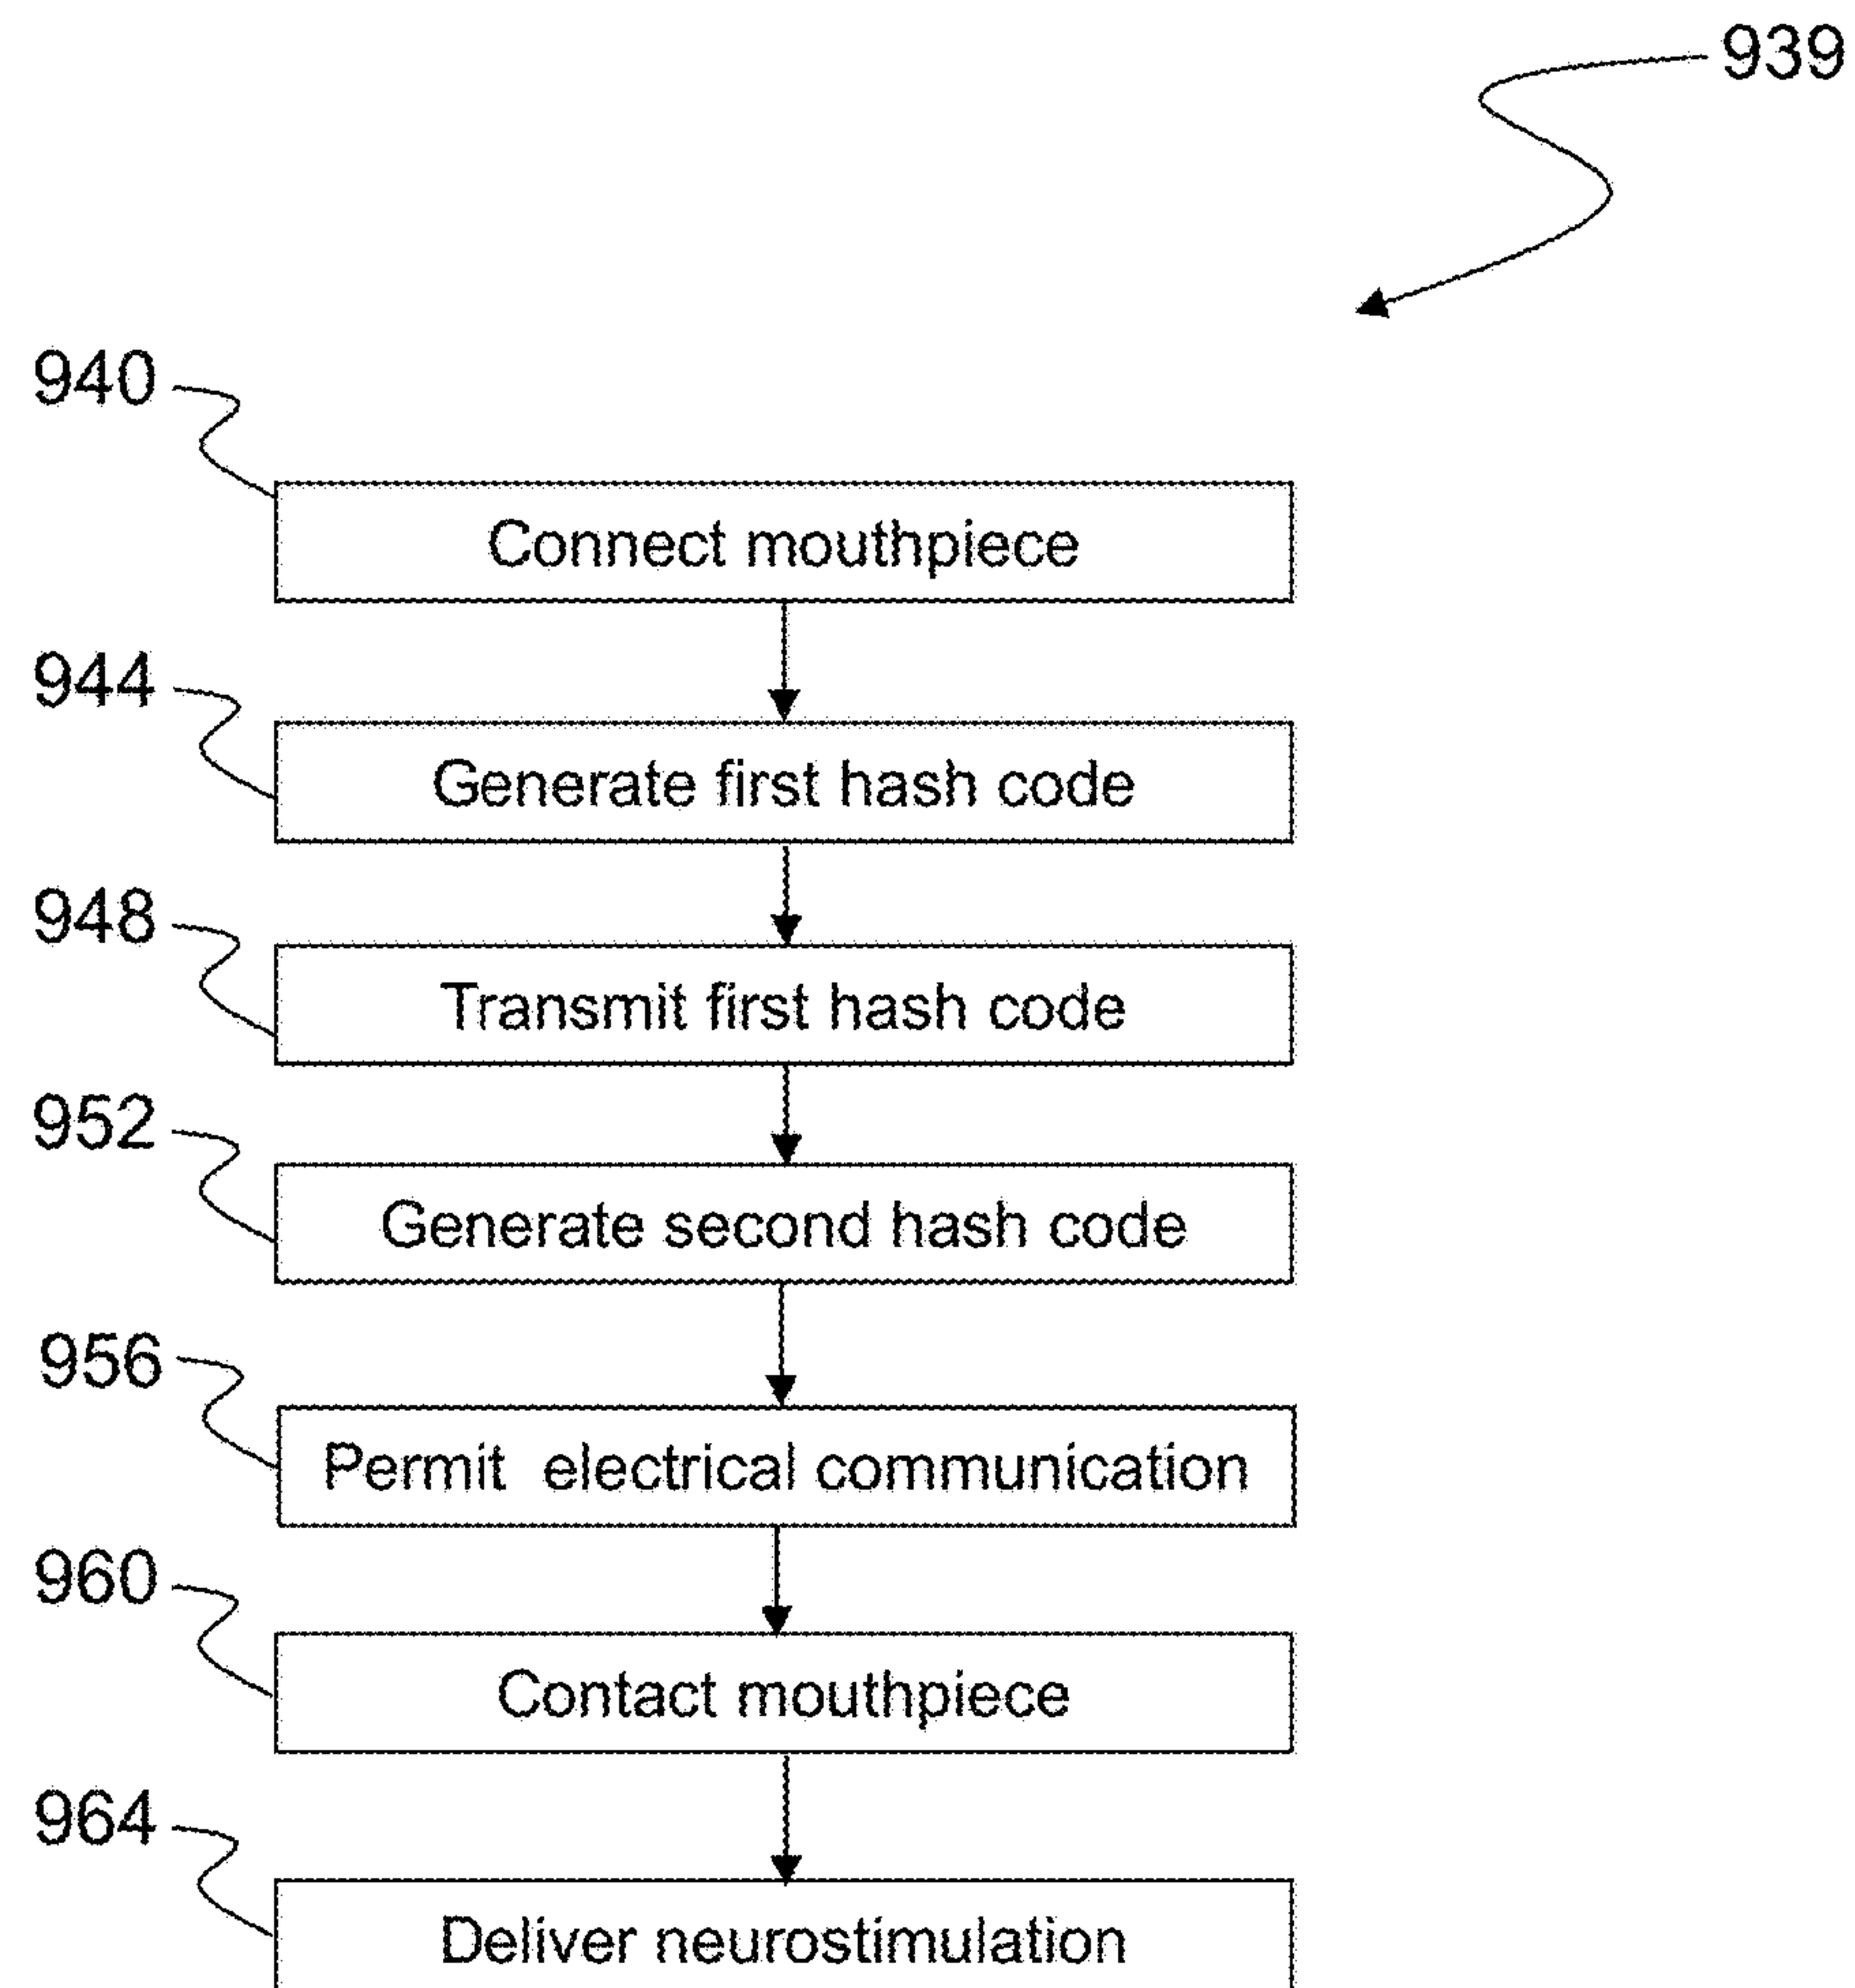 939
940
Connect mouthpiece
944
Generate first hash code
948
Transmit first hash code
952
Generate second hash code
956
Permit electrical communication
960
Contact mouthpiece
964
Deliver neurostimulation